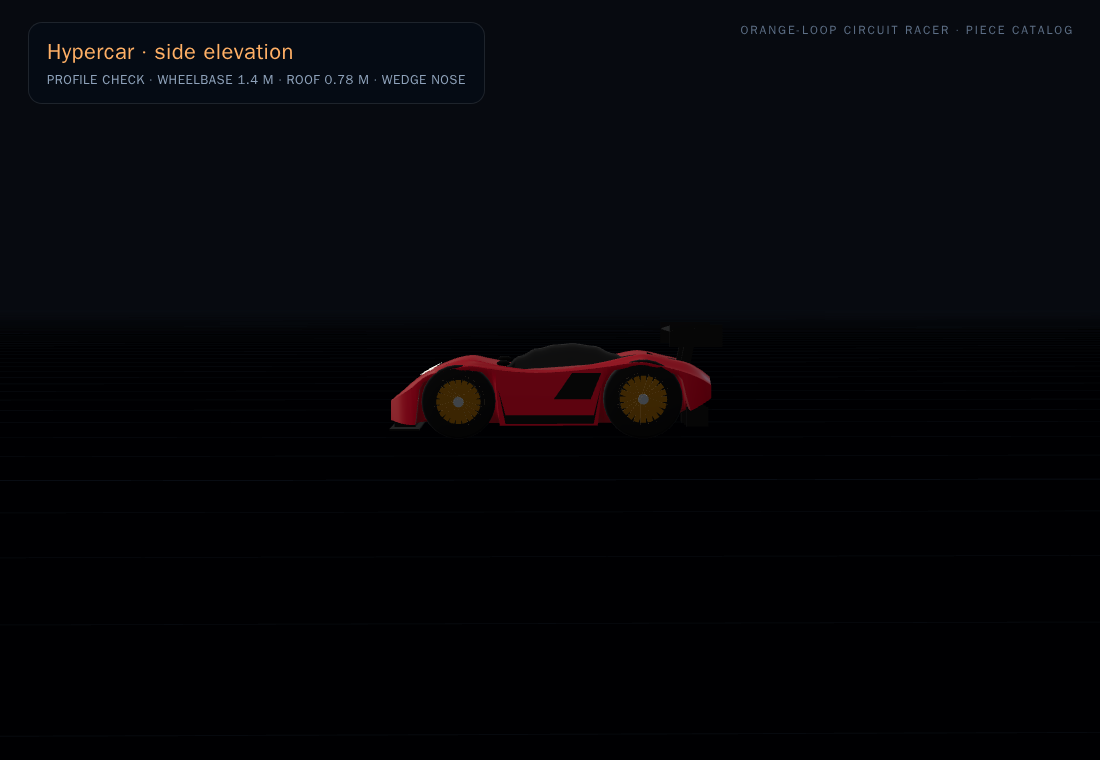 Hypercar · side elevation
PROFILE CHECK · WHEELBASE 1.4 M · ROOF 0.78 M · WEDGE NOSE
ORANGE-LOOP CIRCUIT RACER · PIECE CATALOG